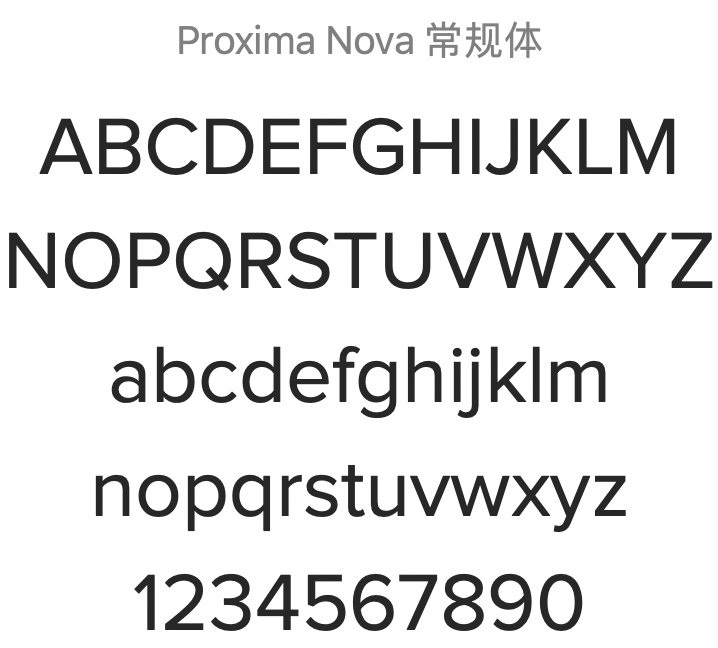 Proxima Nova 常规体
ABCDEFGHIJKLM
NOPQRSTUVWXYZ
abcdefghijklm
nopqrstuvwxyz
1234567890